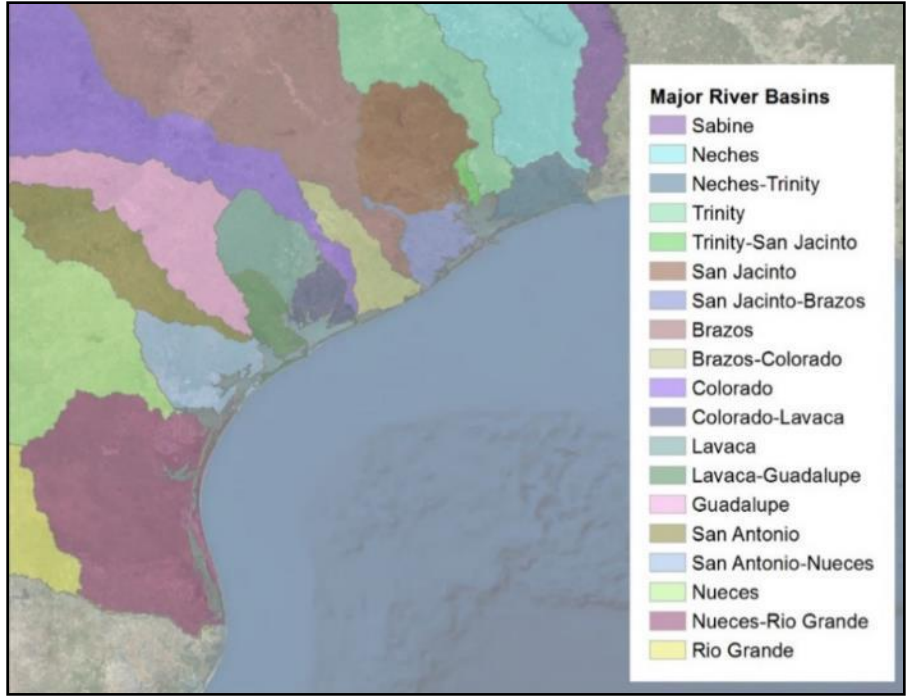 Major River Basins
Sabine
Neches
Neches-Trinity
Trinity
Trinity-San Jacinto
San Jacinto
San Jacinto-Brazos
Brazos
Brazos-Colorado
Colorado
Colorado-Lavaca
Lavaca
Lavaca-Guadalupe
Guadalupe
San Antonio
San Antonio-Nueces
Nueces
Nueces-Rio Grande
Rio Grande